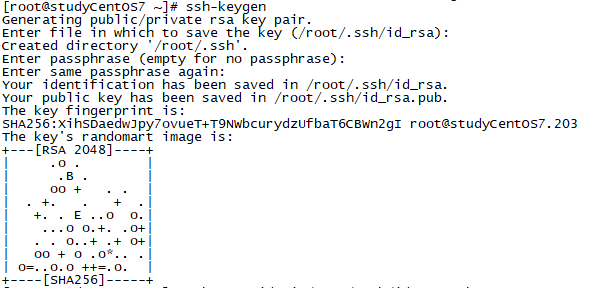 [root@studyCentOS7 ~]# ssh-keygen
Generating public/private rsa key pair.
Enter file in which to save the key (/root/.ssh/id_rsa):
Created directory '/root/.ssh'.
Enter passphrase (empty for no passphrase):
Enter same passphrase again:
Your identification has been saved in /root/.ssh/id_rsa.
Your public key has been saved in /root/.ssh/id_rsa.pub.
The key fingerprint is:
SHA256:XihSDaedwJpy7ovueT+T9NWbcurydzUfbaT6CBWn2gI root@studyCentOS7.203
The key's randomart image is:
+---[RSA 2048]----+
|     .o .        |
|      .B .       |
|     oo +   . .  |
|  . +.   .   +  .|
|   +. . E ..o  o.|
|    ...o o.+. .o+|
|   . . o..+ .+ o+|
|   oo + o .o*.. .|
| o=..o.o ++=.o.  |
+----[SHA256]-----+